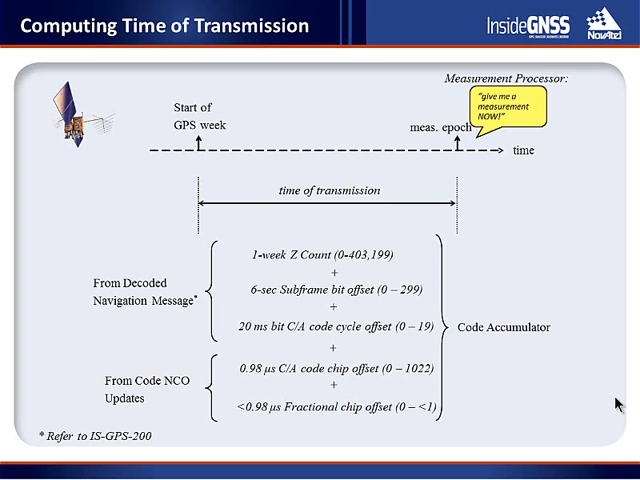 Computing Time of Transmission
InsideGNSS
NovAtel
Measurement Processor:
"give me a
measurement
NOW!"
Start of
GPS week
meas. epoch
time
time of transmission
1-week Z Count (0-403,199)
+
6-sec Subframe bit offset (0 – 299)
+
From Decoded
Navigation Message*
20 ms bit C/A code cycle offset (0 – 19)
Code Accumulator
+
0.98 µs C/A code chip offset (0 – 1022)
+
From Code NCO
Updates
<0.98 µs Fractional chip offset (0 – <1)
* Refer to IS-GPS-200